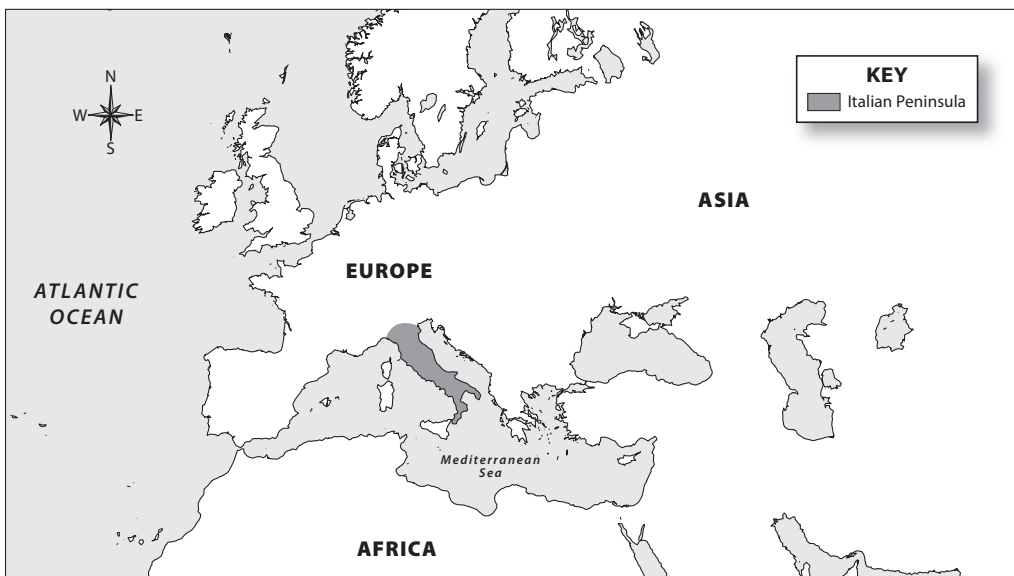 N
W E
S
KEY
Italian Peninsula
ASIA
EUROPE
ATLANTIC
OCEAN
Mediterranean
Sea
AFRICA